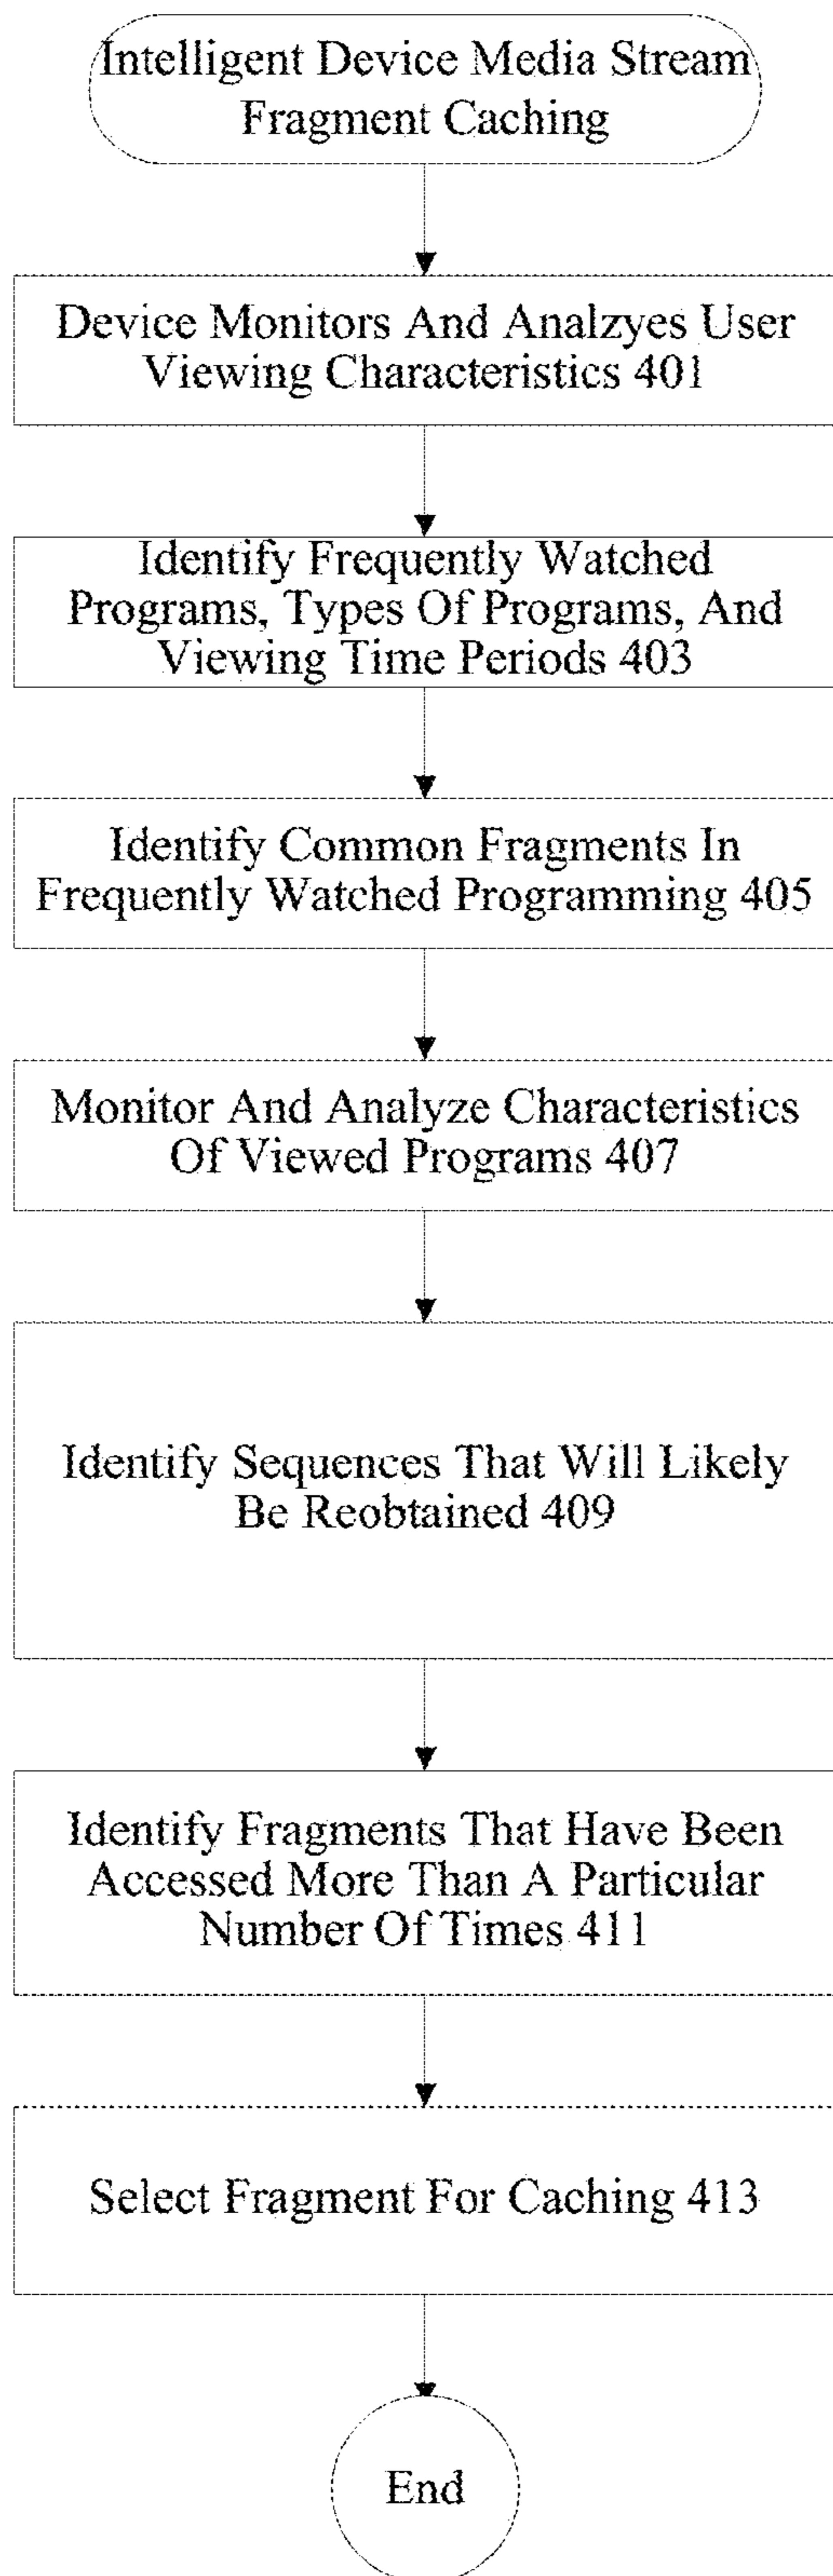 Intelligent Device Media Stream
Fragment Caching
Device Monitors And Analzyes User
Viewing Characteristics 401
Identify Frequently Watched
Programs, Types Of Programs, And
Viewing Time Periods 403
Identify Common Fragments In
Frequently Watched Programming 405
Monitor And Analyze Characteristics
Of Viewed Programs 407
Identify Sequences That Will Likely
Be Reobtained 409
Identify Fragments That Have Been
Accessed More Than A Particular
Number Of Times 411
Select Fragment For Caching 413
End